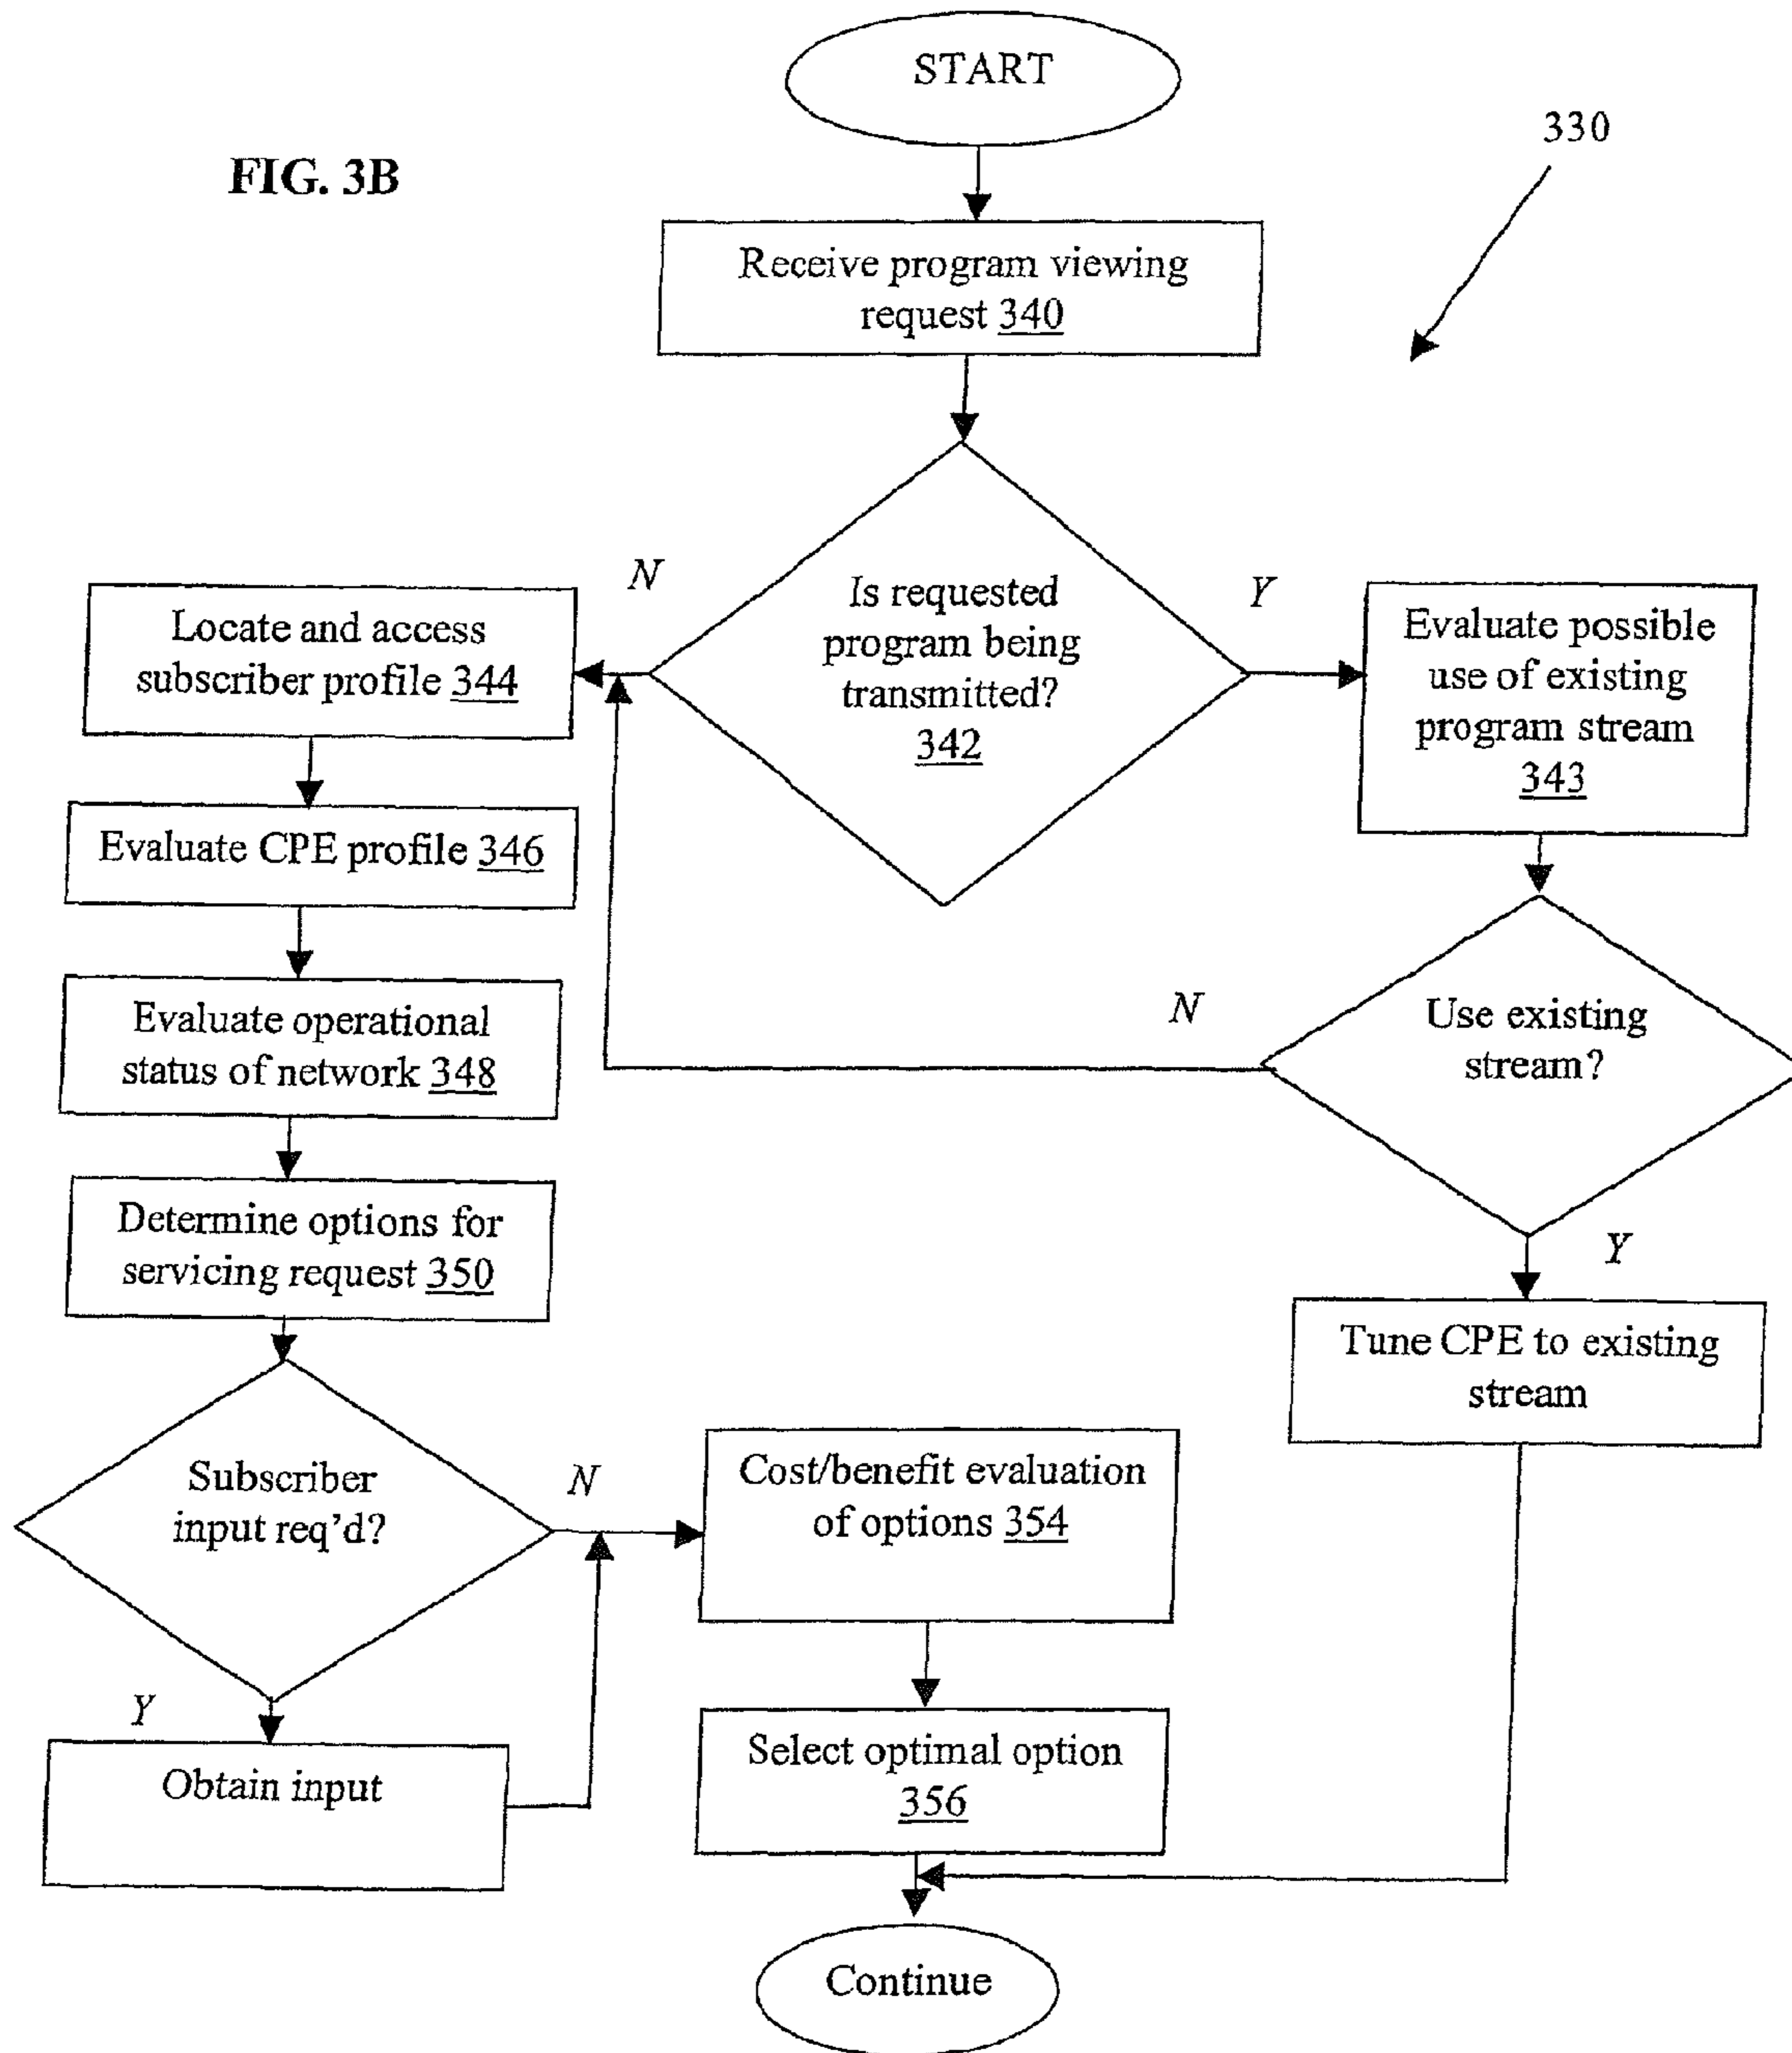 START
330
FIG. 3B
Receive program viewing
request 340
N
Is requested
program being
transmitted?
342
Y
Locate and access
subscriber profile 344
Evaluate possible
use of existing
program stream
343
Evaluate CPE profile 346
Evaluate operational
status of network 348
N
Use existing
stream?
Y
Determine options for
servicing request 350
Tune CPE to existing
stream
Subscriber
input req'd?
N
Cost/benefit evaluation
of options 354
Y
Obtain input
Select optimal option
356
Continue